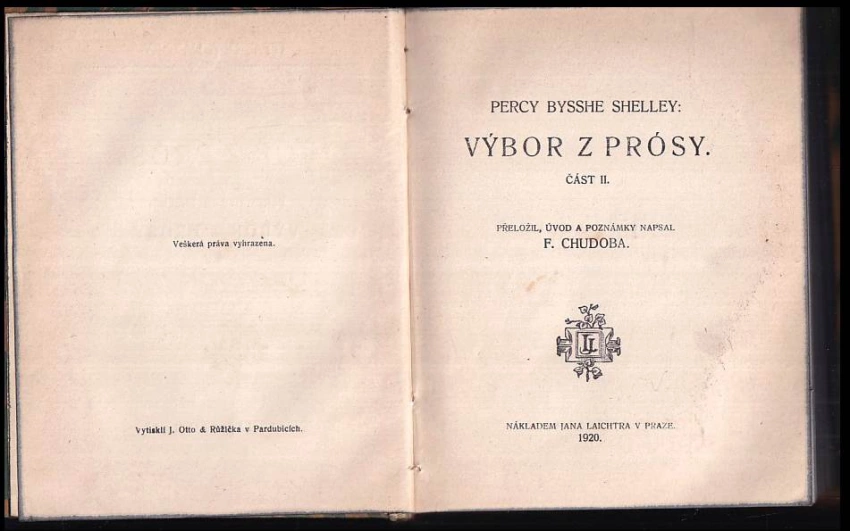 Veškerá práva vyhrazena.
Vytiskli J. Otto & Růžička v Pardubicích.
PERCY BYSSHE SHELLEY:
VÝBOR Z PRÓSY.
ČÁST II.
PŘELOŽIL, ÚVOD A POZNÁMKY NAPSAL
F. CHUDOBA.
JL
NÁKLADEM JANA LAICHTRA V PRAZE.
1920.